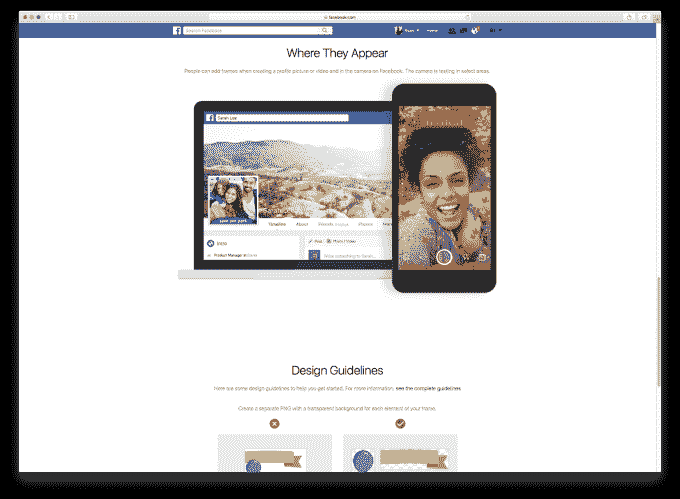 facebook.com
Search Facebook
Home
Where They Appear
People can add frames when creating a profile picture or video and in the camera on Facebook. The camera is testing in select areas.
Sarah Lee
Timeline About Friends Photos
Intro
Product Manager at
Post Photo/Video
Write something to Sarah...
Design Guidelines
Here are some design guidelines to help you get started. For more information, see the complete guidelines.
Create a separate PNG with a transparent background for each element of your frame.